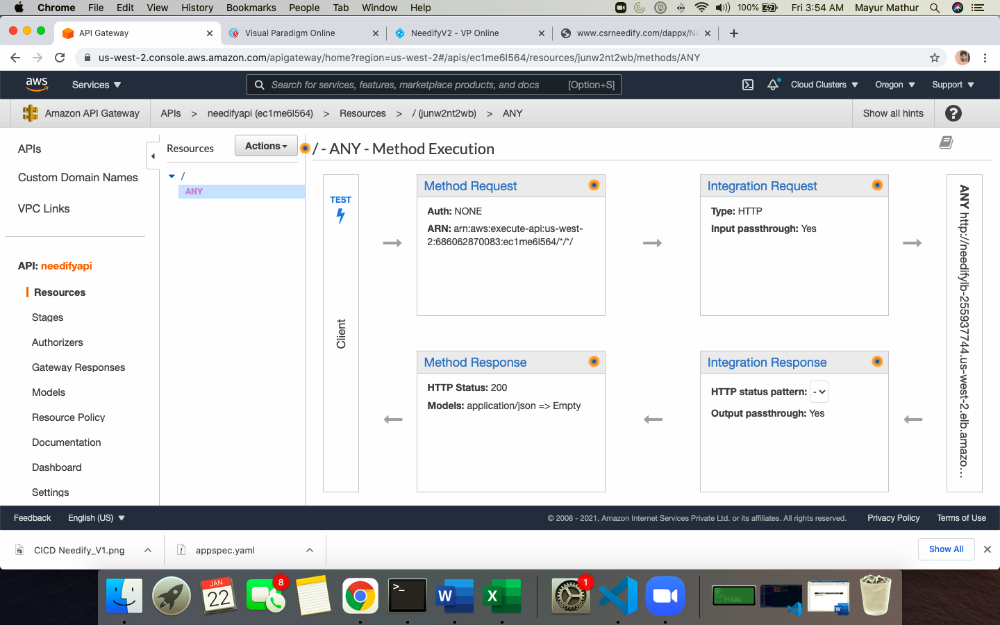 Chrome File Edit View History Bookmarks People Tab Window Help 100% Fri 3:54 AM Mayur Mathur
API Gateway Visual Paradigm Online NeedifyV2 - VP Online www.csrneedify.com/dappx/Na
us-west-2.console.aws.amazon.com/apigateway/home?region=us-west-2#/apis/ec1me6l564/resources/junw2nt2wb/methods/ANY
aws Services Search for services, features, marketplace products, and docs [Option+S] Cloud Clusters Oregon Support
Amazon API Gateway APIs > needifyapi (ec1me6l564) > Resources > / (junw2nt2wb) > ANY Show all hints ?
APIs
Custom Domain Names
VPC Links
API: needifyapi
Resources
Stages
Authorizers
Gateway Responses
Models
Resource Policy
Documentation
Dashboard
Settings
Resources Actions
/
ANY
/ - ANY - Method Execution
TEST
Client
Method Request
Auth: NONE
ARN: arn:aws:execute-api:us-west-
2:686062870083:ec1me6l564/*/*/
Integration Request
Type: HTTP
Input passthrough: Yes
Method Response
HTTP Status: 200
Models: application/json => Empty
Integration Response
HTTP status pattern: -
Output passthrough: Yes
ANY http://needifylb-255937744.us-west-2.elb.amazo...
Feedback English (US) © 2008 - 2021, Amazon Internet Services Private Ltd. or its affiliates. All rights reserved. Privacy Policy Terms of Use
CICD Needify_V1.png appspec.yaml Show All
JAN
22
8
>_
W
X
1